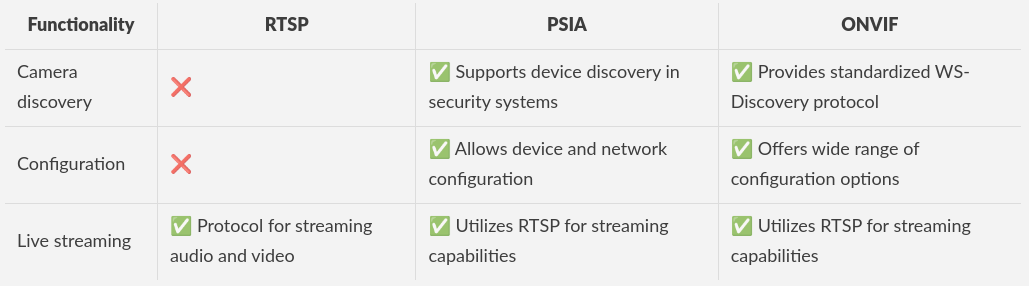 Functionality RTSP PSIA ONVIF
Camera discovery ❌ ✅ Supports device discovery in security systems ✅ Provides standardized WS-Discovery protocol
Configuration ❌ ✅ Allows device and network configuration ✅ Offers wide range of configuration options
Live streaming ✅ Protocol for streaming audio and video ✅ Utilizes RTSP for streaming capabilities ✅ Utilizes RTSP for streaming capabilities